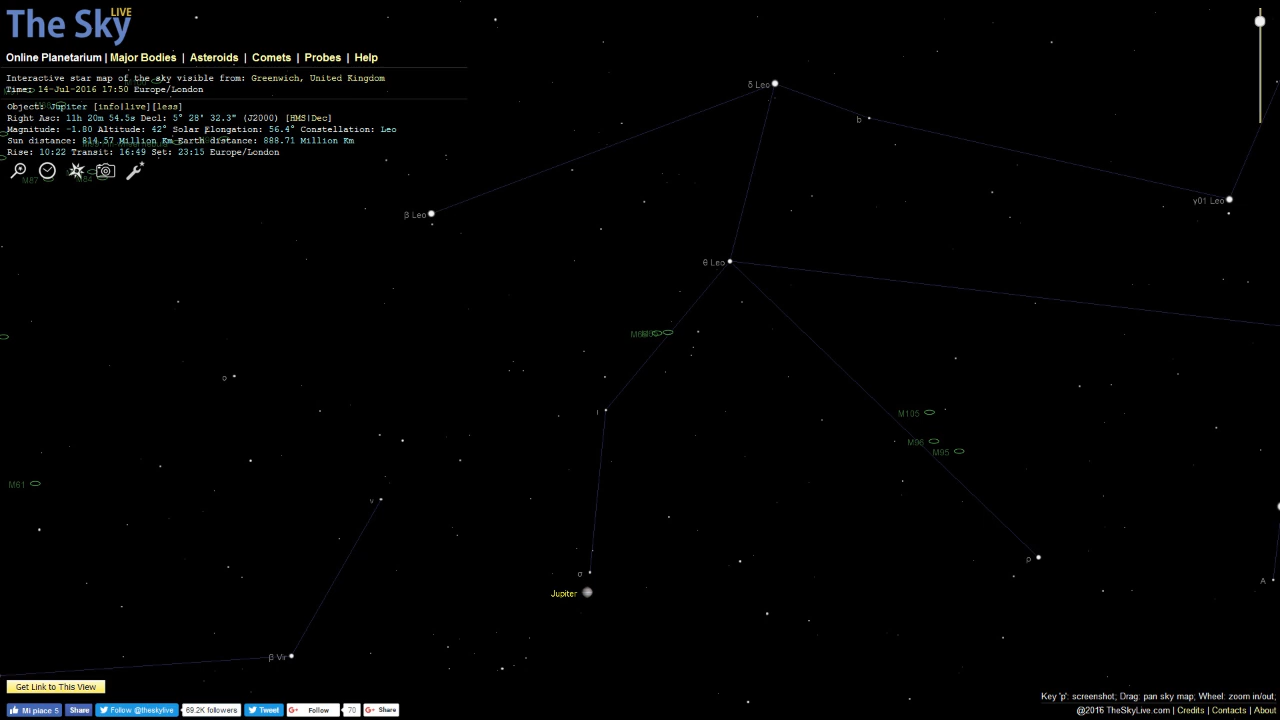 The Sky LIVE
Online Planetarium | Major Bodies | Asteroids | Comets | Probes | Help
Interactive star map of the sky visible from: Greenwich, United Kingdom
Time: 14-Jul-2016 17:50 Europe/London
Object: Jupiter [info|live][less]
Right Asc: 11h 20m 54.5s Decl: 5° 28' 32.3" (J2000) [HMS|Dec]
Magnitude: -1.80 Altitude: 42° Solar Elongation: 56.4° Constellation: Leo
Sun distance: 814.57 Million Km Earth distance: 888.71 Million Km
Rise: 10:22 Transit: 16:49 Set: 23:15 Europe/London
M87
M84
δ Leo
b
γ01 Leo
β Leo
θ Leo
ο
ι
M105
M96
M95
M61
ν
σ
ρ
A
Jupiter
β Vir
Get Link to This View
Key 'p': screenshot; Drag: pan sky map; Wheel: zoom in/out;
@2016 TheSkyLive.com | Credits | Contacts | About
Mi piace 5
Share
Follow @theskylive
69.2K followers
Tweet
G+ Follow
70
G+ Share